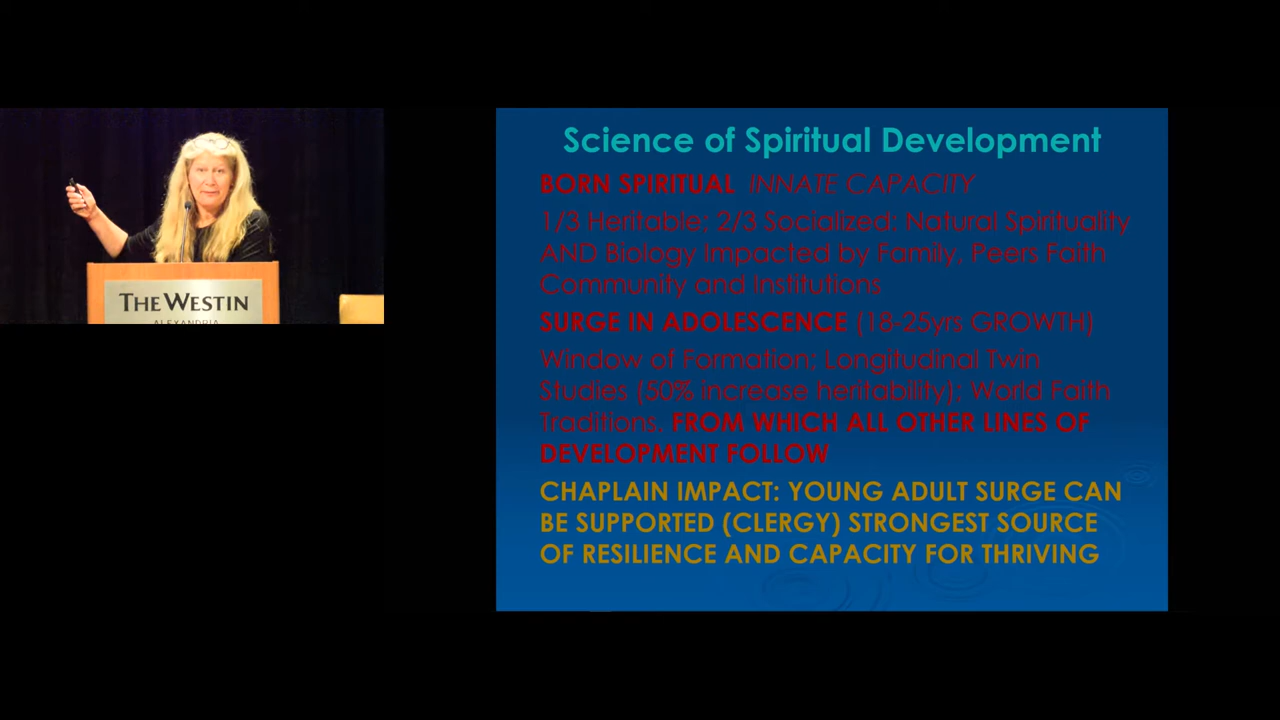 THE WESTIN
ALEXANDRIA
Science of Spiritual Development
BORN SPIRITUAL INNATE CAPACITY
1/3 Heritable; 2/3 Socialized: Natural Spirituality
AND Biology Impacted by Family, Peers Faith
Community and Institutions
SURGE IN ADOLESCENCE (18-25yrs GROWTH)
Window of Formation; Longitudinal Twin
Studies (50% increase heritability); World Faith
Traditions. FROM WHICH ALL OTHER LINES OF
DEVELOPMENT FOLLOW
CHAPLAIN IMPACT: YOUNG ADULT SURGE CAN
BE SUPPORTED (CLERGY) STRONGEST SOURCE
OF RESILIENCE AND CAPACITY FOR THRIVING